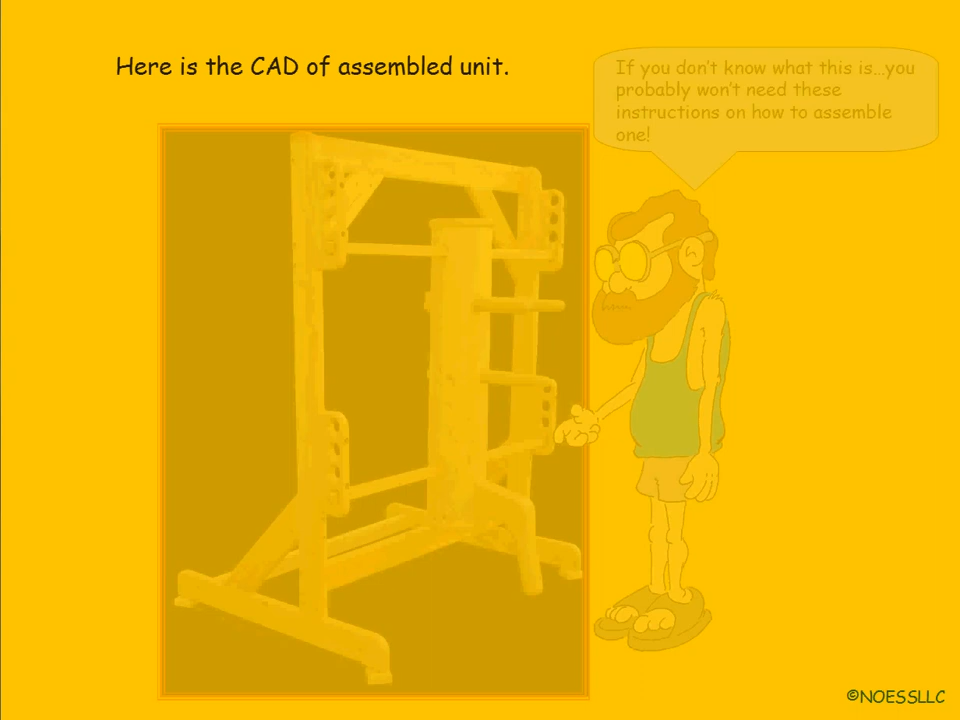 Here is the CAD of assembled unit.
If you don't know what this is…you
probably won't need these
instructions on how to assemble
one!
©NOESSLLC